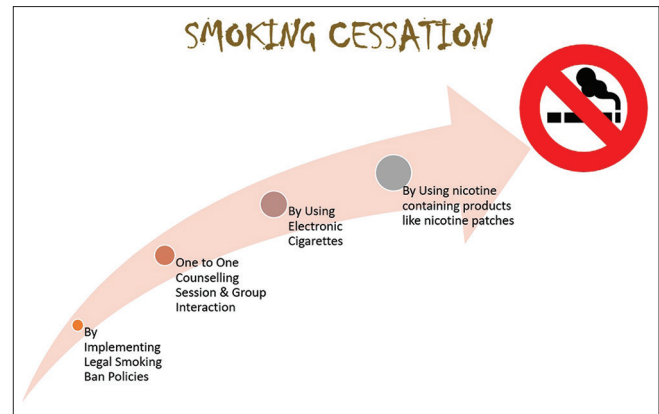 SMOKING CESSATION
By Using nicotine
containing products
like nicotine patches
By Using
Electronic
Cigarettes
One to One
Counselling
Session & Group
Interaction
By
Implementing
Legal Smoking
Ban Policies